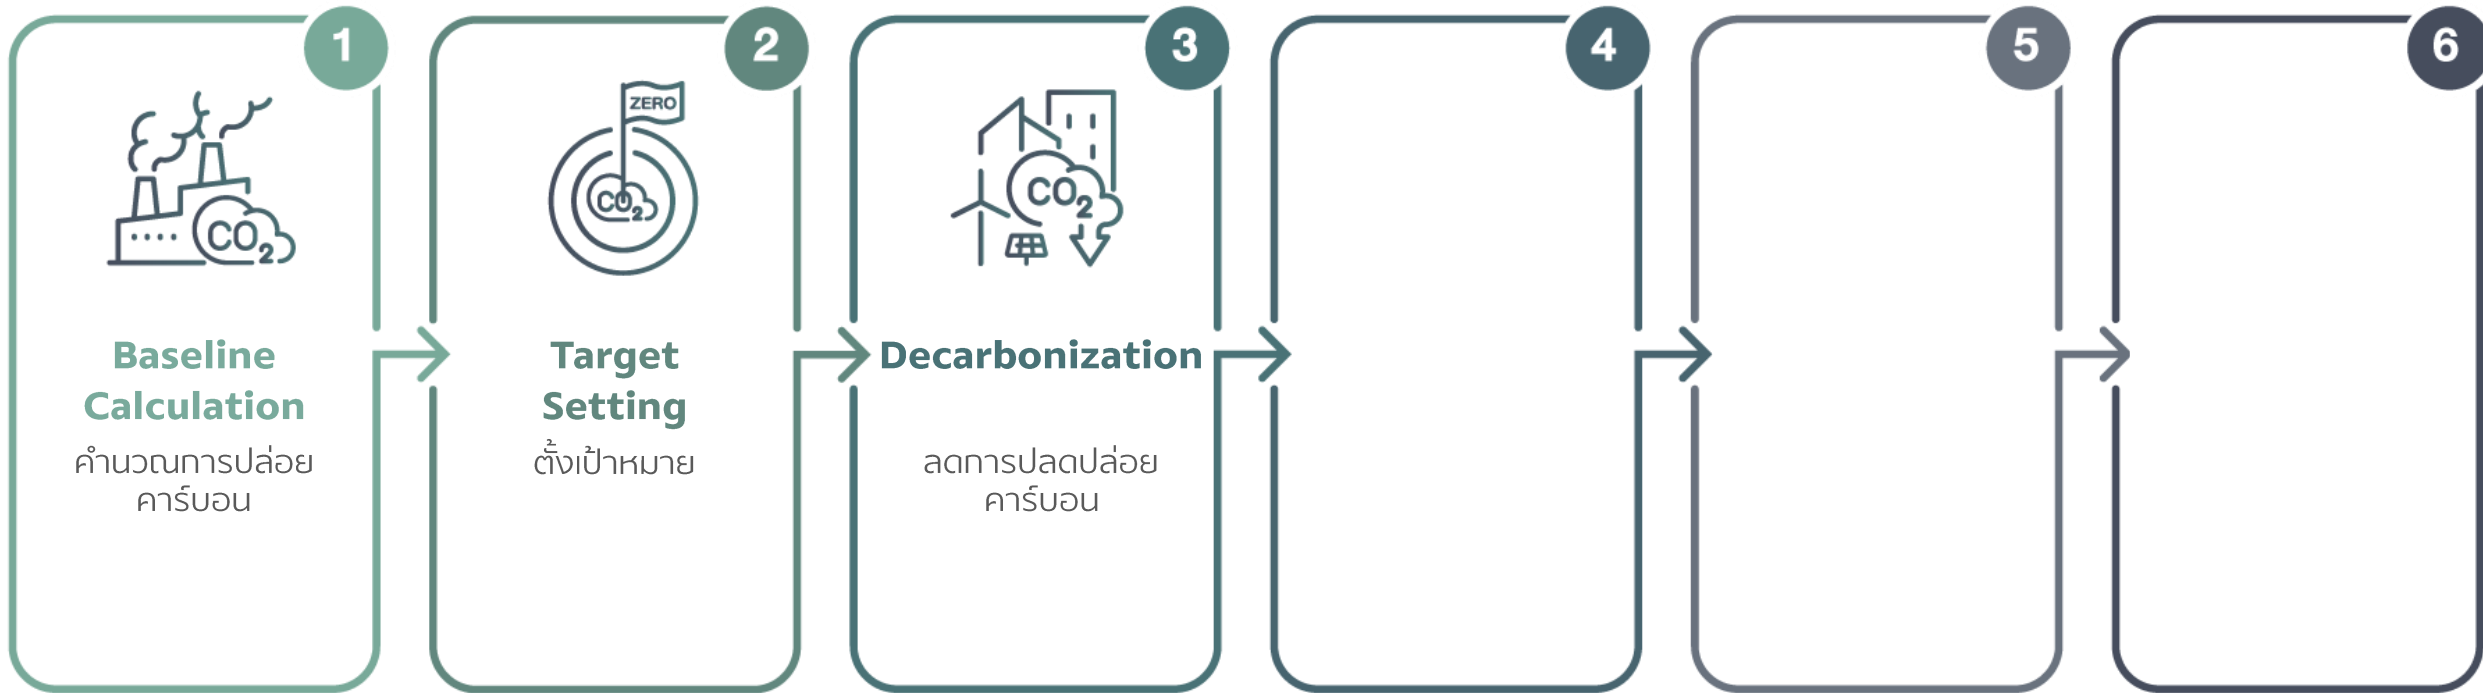 1
ZERO
CO2
CO2
CO2
Baseline
Calculation
คำนวณการปล่อย
คาร์บอน
2
Target
Setting
ตั้งเป้าหมาย
3
Decarbonization
ลดการปลดปล่อย
คาร์บอน
4
5
6